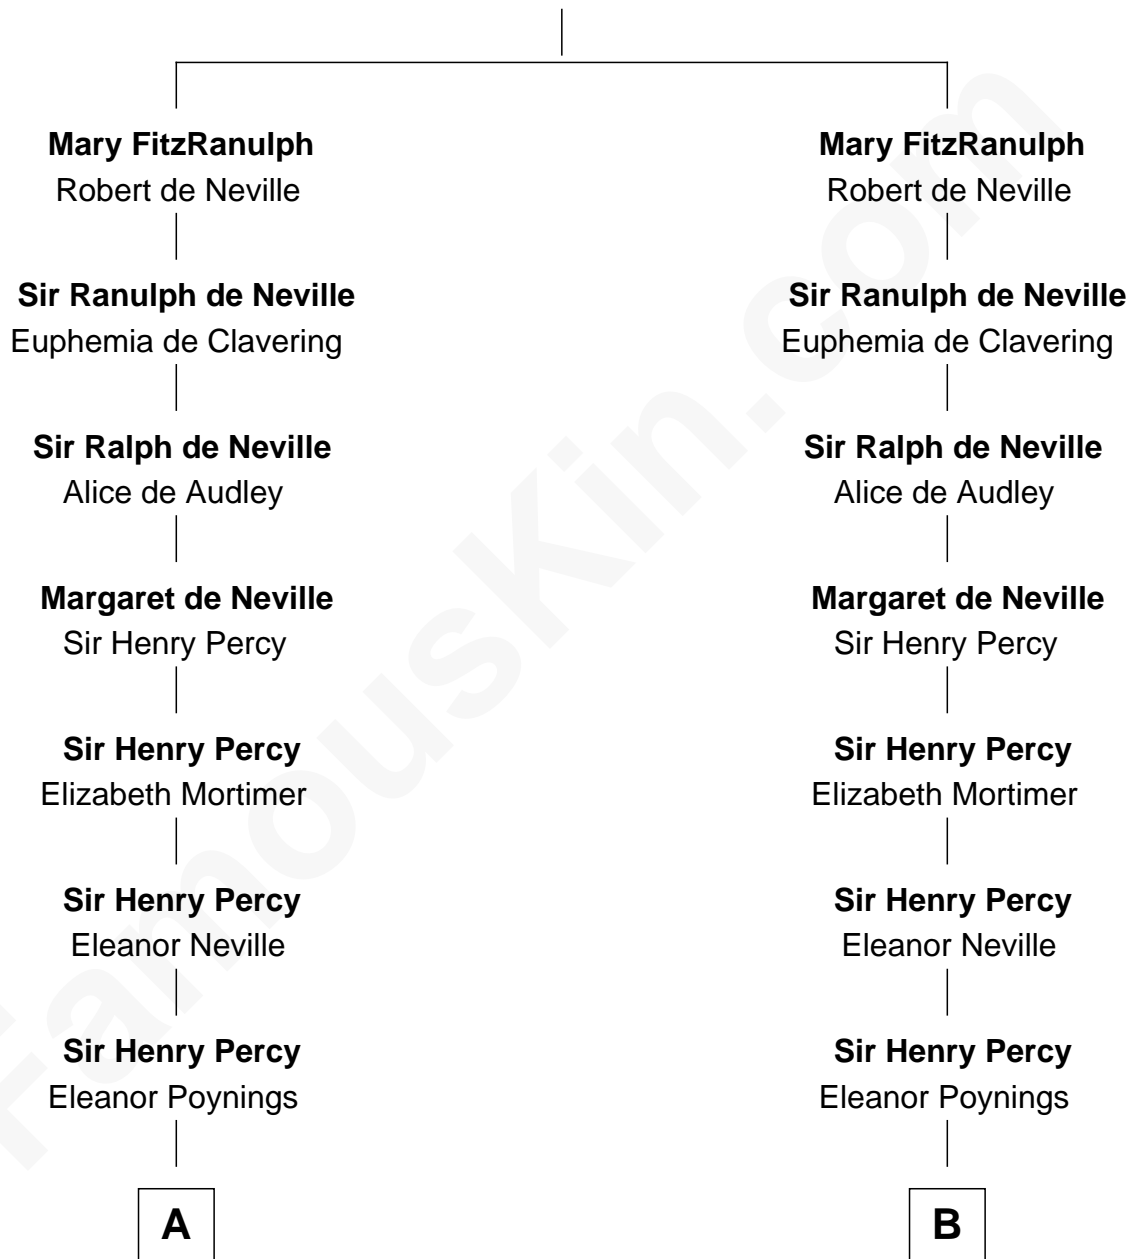 Mary FitzRanulph
Robert de Neville
Sir Ranulph de Neville
Euphemia de Clavering
Sir Ralph de Neville
Alice de Audley
Margaret de Neville
Sir Henry Percy
Sir Henry Percy
Elizabeth Mortimer
Sir Henry Percy
Eleanor Neville
Sir Henry Percy
Eleanor Poynings
A
Mary FitzRanulph
Robert de Neville
Sir Ranulph de Neville
Euphemia de Clavering
Sir Ralph de Neville
Alice de Audley
Margaret de Neville
Sir Henry Percy
Sir Henry Percy
Elizabeth Mortimer
Sir Henry Percy
Eleanor Neville
Sir Henry Percy
Eleanor Poynings
B
FamousKin.com